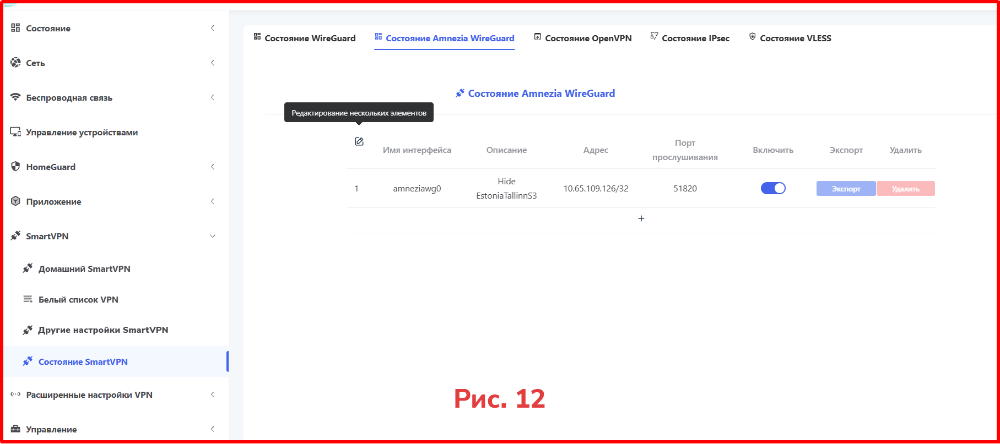 Состояние
Сеть
Беспроводная связь
Управление устройствами
HomeGuard
Приложение
SmartVPN
Домашний SmartVPN
Белый список VPN
Другие настройки SmartVPN
Состояние SmartVPN
Расширенные настройки VPN
Управление
Состояние WireGuard Состояние Amnezia WireGuard Состояние OpenVPN Состояние IPsec Состояние VLESS
Состояние Amnezia WireGuard
Редактирование нескольких элементов
Имя интерфейса Описание Адрес Порт прослушивания Включить Экспорт Удалить
1 amneziawg0 Hide EstoniaTallinnS3 10.65.109.126/32 51820 Экспорт Удалить
+
Рис. 12